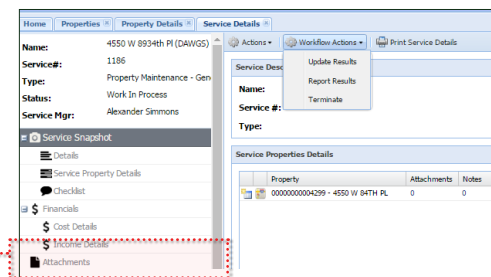 Home Properties Property Details Service Details
Name: 4550 W 8934th Pl (DAWGS)
Service#: 1186
Type: Property Maintenance - Gen
Status: Work In Process
Service Mgr: Alexander Simmons
Service Snapshot
Details
Service Property Details
Checklist
$ Financials
$ Cost Details
$ Income Details
Attachments
Actions Workflow Actions Print Service Details
Update Results
Report Results
Terminate
Service Desc
Name:
Service #:
Type:
Service Properties Details
Property Attachments Notes
00000000004299 - 4550 W 84TH PL 0 0